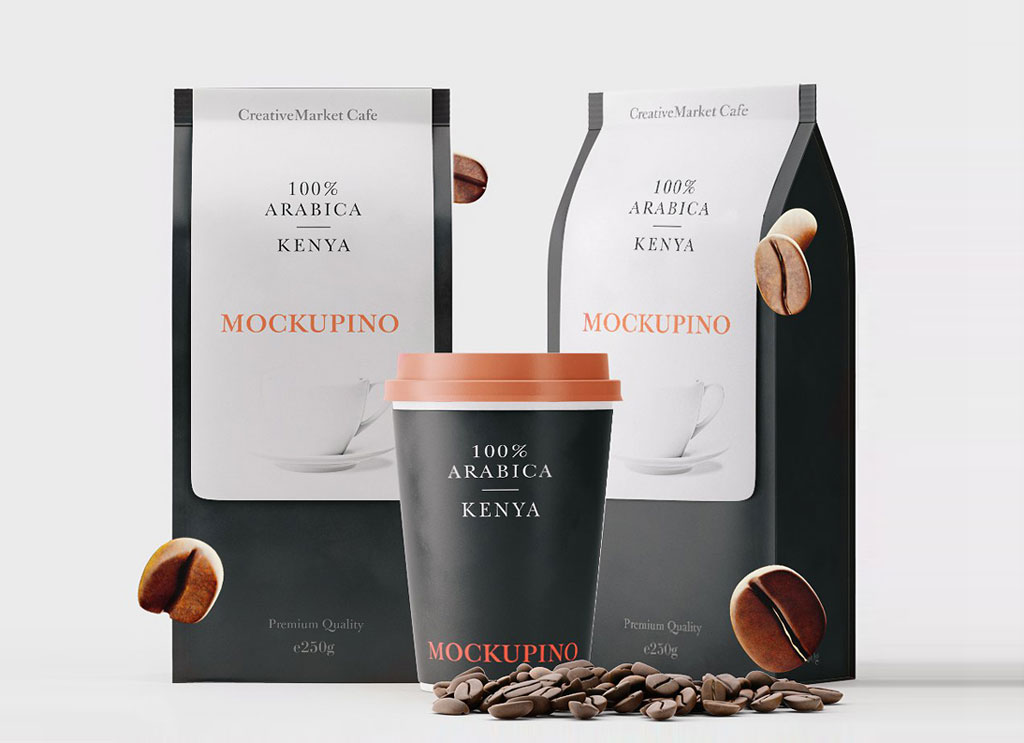 CreativeMarket Cafe
100%
ARABICA
KENYA
MOCKUPINO
Premium Quality
e250g
CreativeMarket Cafe
100%
ARABICA
KENYA
MOCKUPINO
Premium Quality
e250g
100%
ARABICA
KENYA
MOCKUPINO